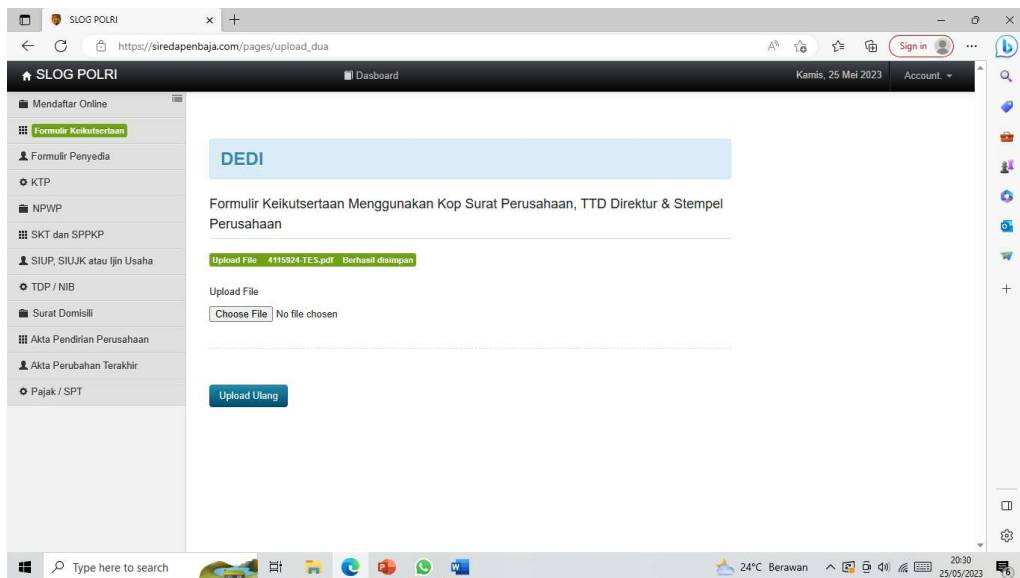 SLOG POLRI
https://siredapenbaja.com/pages/upload_dua
Sign in
SLOG POLRI
Dasboard
Kamis, 25 Mei 2023
Account.
Mendaftar Online
Formulir Keikutsertaan
Formulir Penyedia
KTP
NPWP
SKT dan SPPKP
SIUP, SIUJK atau Ijin Usaha
TDP / NIB
Surat Domisili
Akta Pendirian Perusahaan
Akta Perubahan Terakhir
Pajak / SPT
DEDI
Formulir Keikutsertaan Menggunakan Kop Surat Perusahaan, TTD Direktur & Stempel
Perusahaan
Upload File 4115924-TES.pdf Berhasil disimpan
Upload File
Choose File No file chosen
Upload Ulang
Type here to search
24°C Berawan
20:30
25/05/2023
6